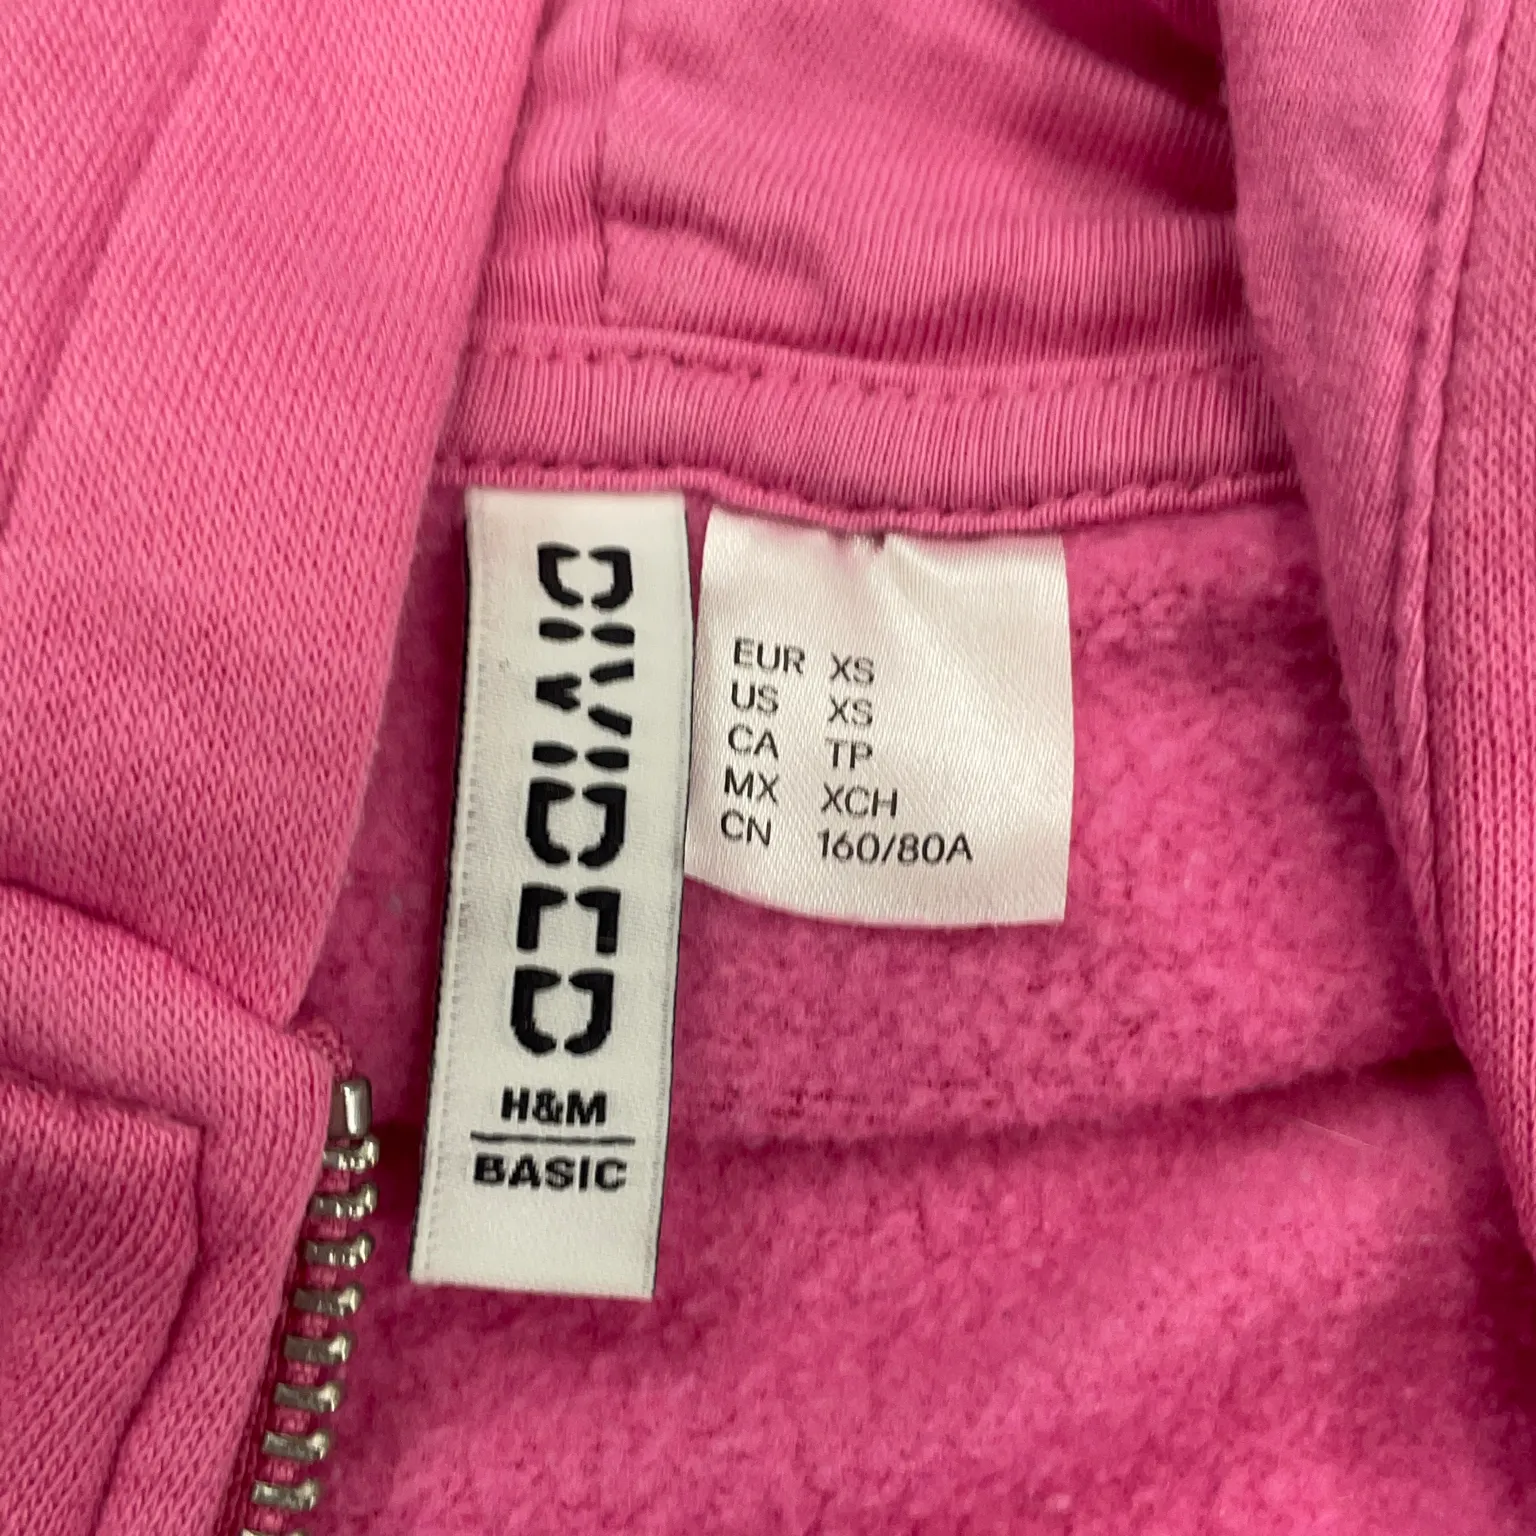 DIVIDED
H&M
BASIC
EUR XS
US XS
CA TP
MX XCH
CN 160/80A